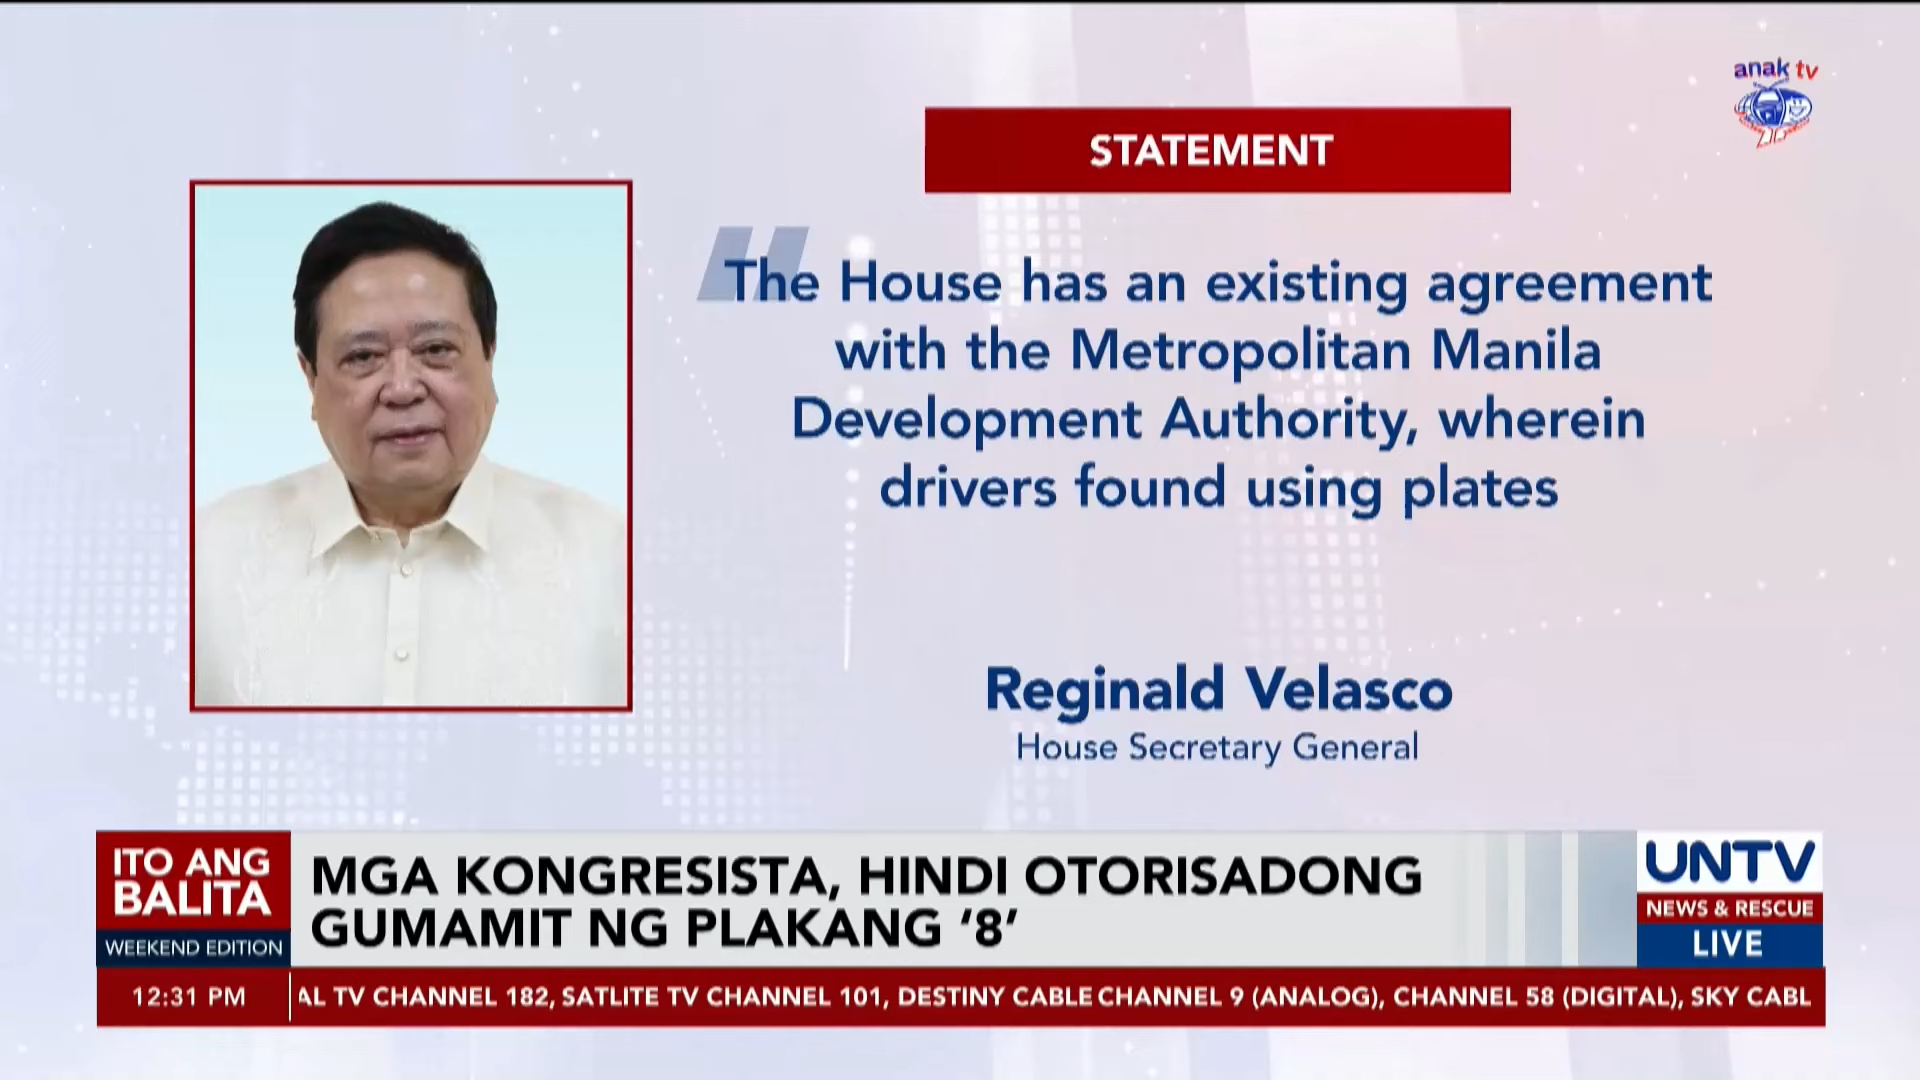 anak tv
STATEMENT
The House has an existing agreement
with the Metropolitan Manila
Development Authority, wherein
drivers found using plates
Reginald Velasco
House Secretary General
ITO ANG
BALITA
WEEKEND EDITION
MGA KONGRESISTA, HINDI OTORISADONG
GUMAMIT NG PLAKANG ‘8’
UNTV
NEWS & RESCUE
LIVE
12:31 PM
AL TV CHANNEL 182, SATLITE TV CHANNEL 101, DESTINY CABLE CHANNEL 9 (ANALOG), CHANNEL 58 (DIGITAL), SKY CABL